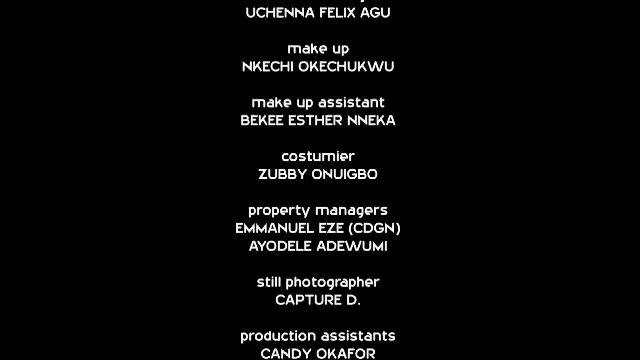 UCHENNA FELIX AGU
make up
NKECHI OKECHUKWU
make up assistant
BEKEE ESTHER NNEKA
costumier
ZUBBY ONUIGBO
property managers
EMMANUEL EZE (CDGN)
AYODELE ADEWUMI
still photographer
CAPTURE D.
production assistants
CANDY OKAFOR